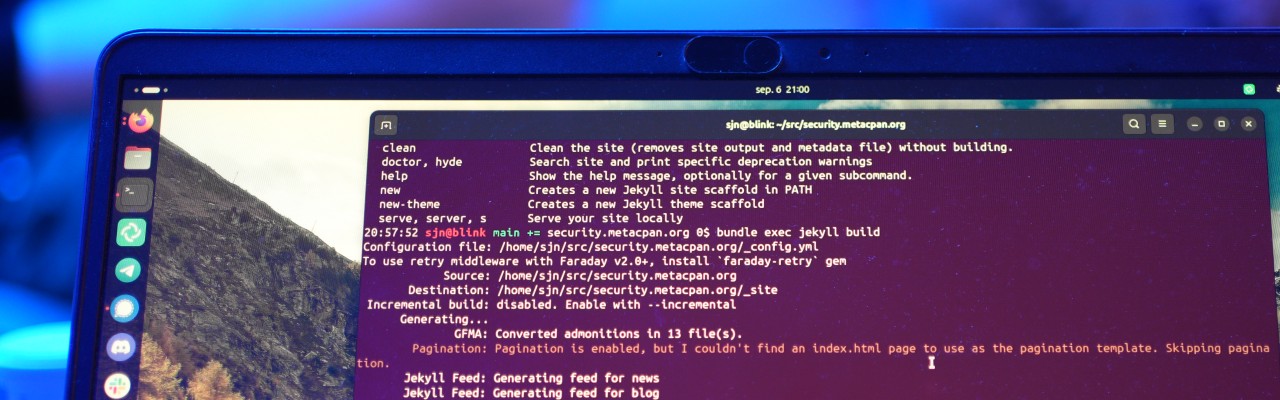 sep. 6 21:00
sjn@blink: ~/src/security.metacpan.org
clean Clean the site (removes site output and metadata file) without building.
doctor, hyde Search site and print specific deprecation warnings
help Show the help message, optionally for a given subcommand.
new Creates a new Jekyll site scaffold in PATH
new-theme Creates a new Jekyll theme scaffold
serve, server, s Serve your site locally
20:57:52 sjn@blink main += security.metacpan.org 0$ bundle exec jekyll build
Configuration file: /home/sjn/src/security.metacpan.org/_config.yml
To use retry middleware with Faraday v2.0+, install `faraday-retry` gem
Source: /home/sjn/src/security.metacpan.org
Destination: /home/sjn/src/security.metacpan.org/_site
Incremental build: disabled. Enable with --incremental
Generating...
GFMA: Converted admonitions in 13 file(s).
Pagination: Pagination is enabled, but I couldn't find an index.html page to use as the pagination template. Skipping pagina
tion.
Jekyll Feed: Generating feed for news
Jekyll Feed: Generating feed for blog